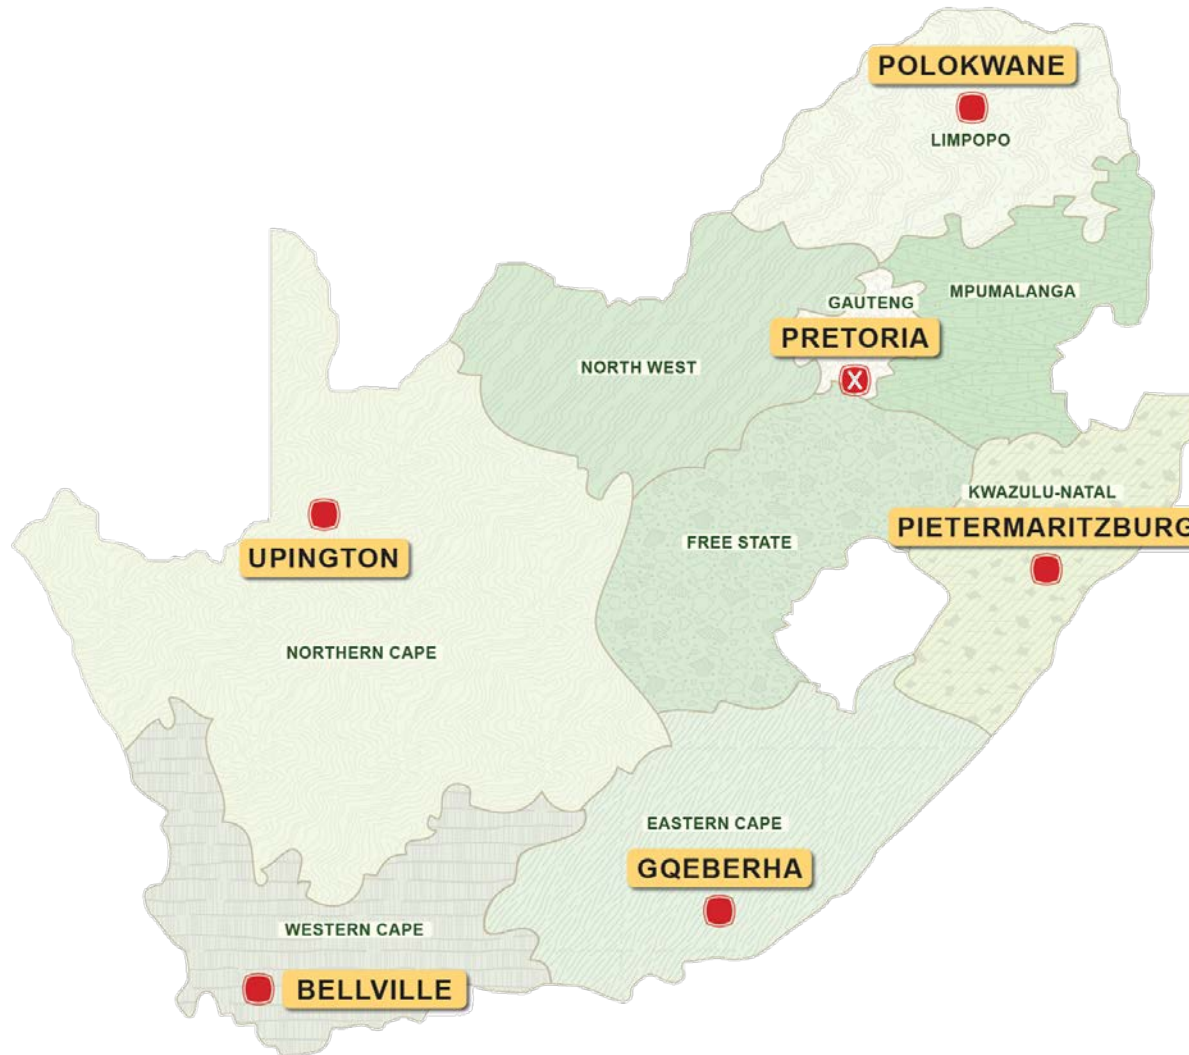 POLOKWANE
LIMPOPO
MPUMALANGA
GAUTENG
PRETORIA
X
NORTH WEST
KWAZULU-NATAL
PIETERMARITZBURG
FREE STATE
UPINGTON
NORTHERN CAPE
EASTERN CAPE
GQEBERHA
WESTERN CAPE
BELLVILLE